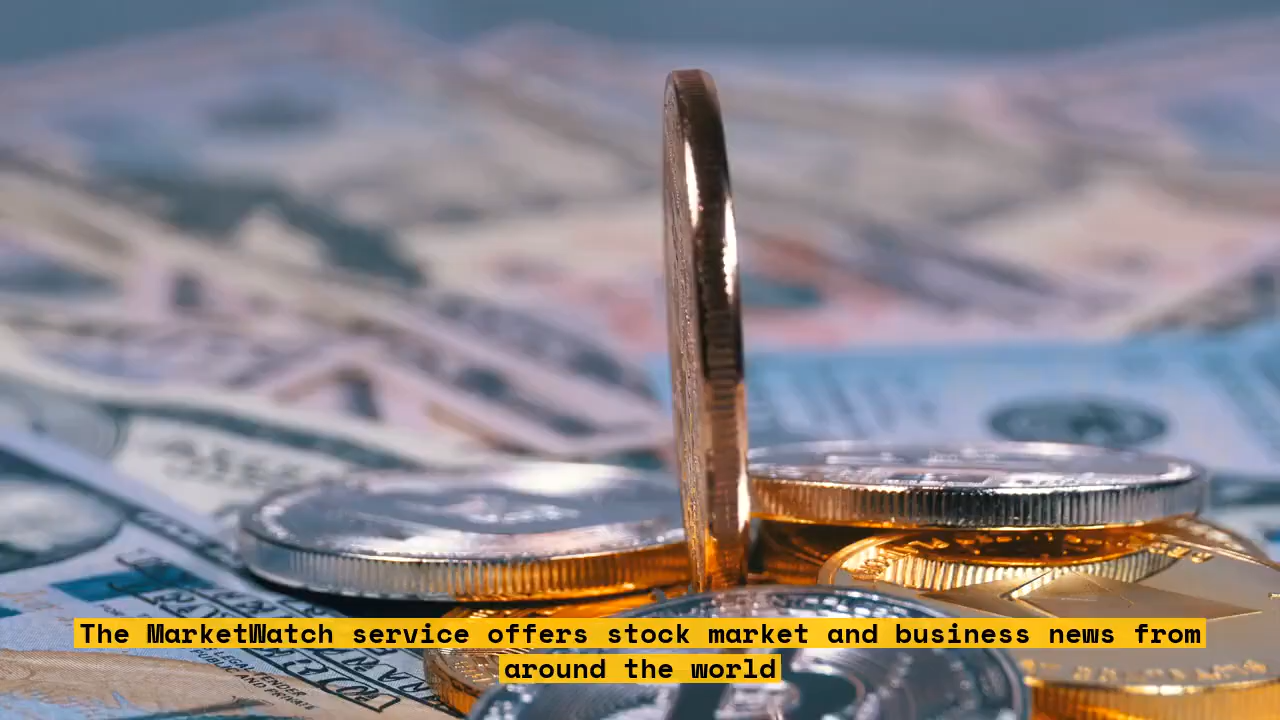 The MarketWatch service offers stock market and business news from
around the world